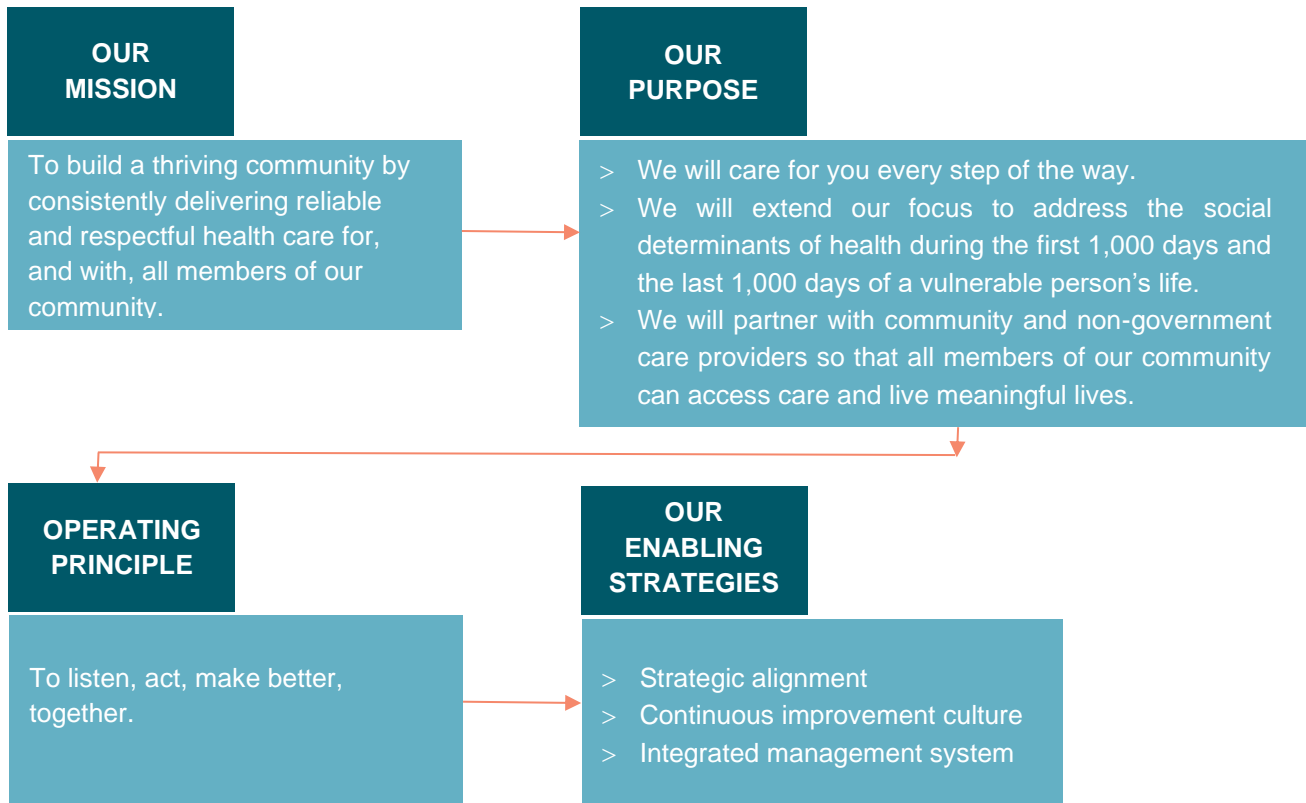 OUR
MISSION
To build a thriving community by
consistently delivering reliable
and respectful health care for,
and with, all members of our
community.
OUR
PURPOSE
> We will care for you every step of the way.
> We will extend our focus to address the social
determinants of health during the first 1,000 days and
the last 1,000 days of a vulnerable person’s life.
> We will partner with community and non-government
care providers so that all members of our community
can access care and live meaningful lives.
OPERATING
PRINCIPLE
To listen, act, make better,
together.
OUR
ENABLING
STRATEGIES
> Strategic alignment
> Continuous improvement culture
> Integrated management system